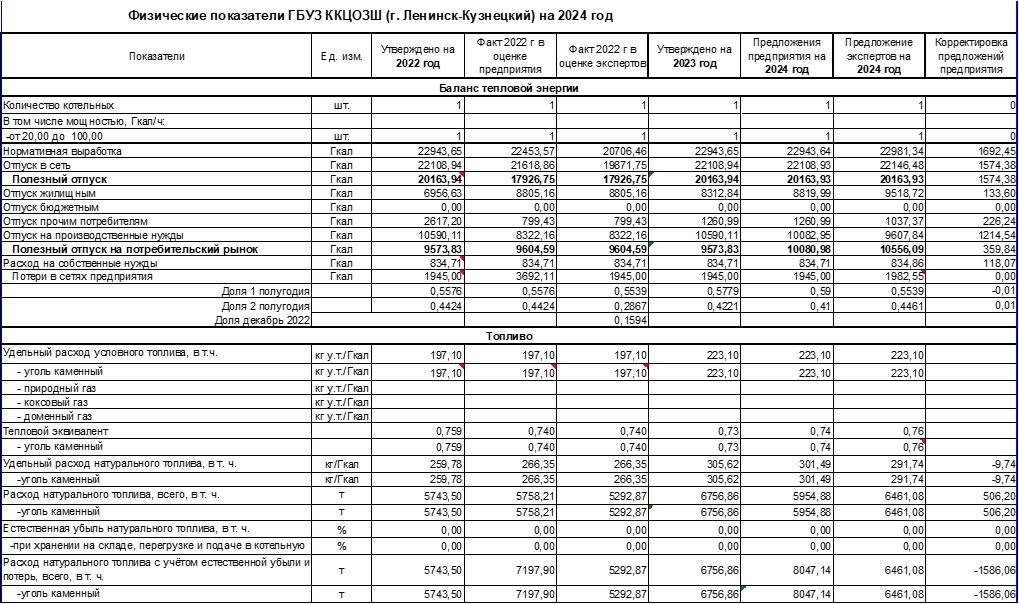 Физические показатели ГБУЗ ККЦОЗШ (г. Ленинск-Кузнецкий) на 2024 год
Показатели Ед. изм. Утверждено на 2022 год Факт 2022 г в оценке предприятия Факт 2022 г в оценке экспертов Утверждено на 2023 год Предложения предприятия на 2024 год Предложение экспертов на 2024 год Корректировка предложений предприятия
Баланс тепловой энергии
Количество котельных шт. 1 1 1 1 1 1 0
В том числе мощностью, Гкал/ч:
-от 20,00 до 100,00 шт. 1 1 1 1 1 1 0
Нормативная выработка Гкал 22943,65 22453,57 20706,46 22943,65 22943,64 22981,34 1692,45
Отпуск в сеть Гкал 22108,94 21618,86 19871,75 22108,94 22108,93 22146,48 1574,38
Полезный отпуск Гкал 20163,94 17926,75 17926,75 20163,94 20163,93 20163,93 1574,38
Отпуск жилищным Гкал 6956,63 8805,16 8805,16 8312,84 8819,99 9518,72 133,60
Отпуск бюджетным Гкал 0,00 0,00 0,00 0,00 0,00 0,00 0,00
Отпуск прочим потребителям Гкал 2617,20 799,43 799,43 1260,99 1260,99 1037,37 226,24
Отпуск на производственные нужды Гкал 10590,11 8322,16 8322,16 10590,11 10082,95 9607,84 1214,54
Полезный отпуск на потребительский рынок Гкал 9573,83 9604,59 9604,59 9573,83 10080,98 10556,09 359,84
Расход на собственные нужды Гкал 834,71 834,71 834,71 834,71 834,71 834,86 118,07
Потери в сетях предприятия Гкал 1945,00 3692,11 1945,00 1945,00 1945,00 1982,55 0,00
Доля 1 полугодия 0,5576 0,5576 0,5539 0,5779 0,59 0,5539 -0,01
Доля 2 полугодия 0,4424 0,4424 0,2867 0,4221 0,41 0,4461 0,01
Доля декабрь 2022 0,1594
Топливо
Удельный расход условного топлива, в т.ч. кг у.т./Гкал 197,10 197,10 197,10 223,10 223,10 223,10
- уголь каменный кг у.т./Гкал 197,10 197,10 197,10 223,10 223,10 223,10
- природный газ кг у.т./Гкал
- коксовый газ кг у.т./Гкал
- доменный газ кг у.т./Гкал
Тепловой эквивалент 0,759 0,740 0,740 0,73 0,74 0,76
- уголь каменный 0,759 0,740 0,740 0,73 0,74 0,76
Удельный расход натурального топлива, в т. ч. кг/Гкал 259,78 266,35 266,35 305,62 301,49 291,74 -9,74
-уголь каменный кг/Гкал 259,78 266,35 266,35 305,62 301,49 291,74 -9,74
Расход натурального топлива, всего, в т. ч. т 5743,50 5758,21 5292,87 6756,86 5954,88 6461,08 506,20
-уголь каменный т 5743,50 5758,21 5292,87 6756,86 5954,88 6461,08 506,20
Естественная убыль натурального топлива, в т. ч. % 0,00 0,00 0,00 0,00 0,00 0,00 0,00
-при хранении на складе, перегрузке и подаче в котельную % 0,00 0,00 0,00 0,00 0,00 0,00 0,00
Расход натурального топлива с учётом естественной убыли и
потерь, всего, в т. ч. т 5743,50 7197,90 5292,87 6756,86 8047,14 6461,08 -1586,06
-уголь каменный т 5743,50 7197,90 5292,87 6756,86 8047,14 6461,08 -1586,06